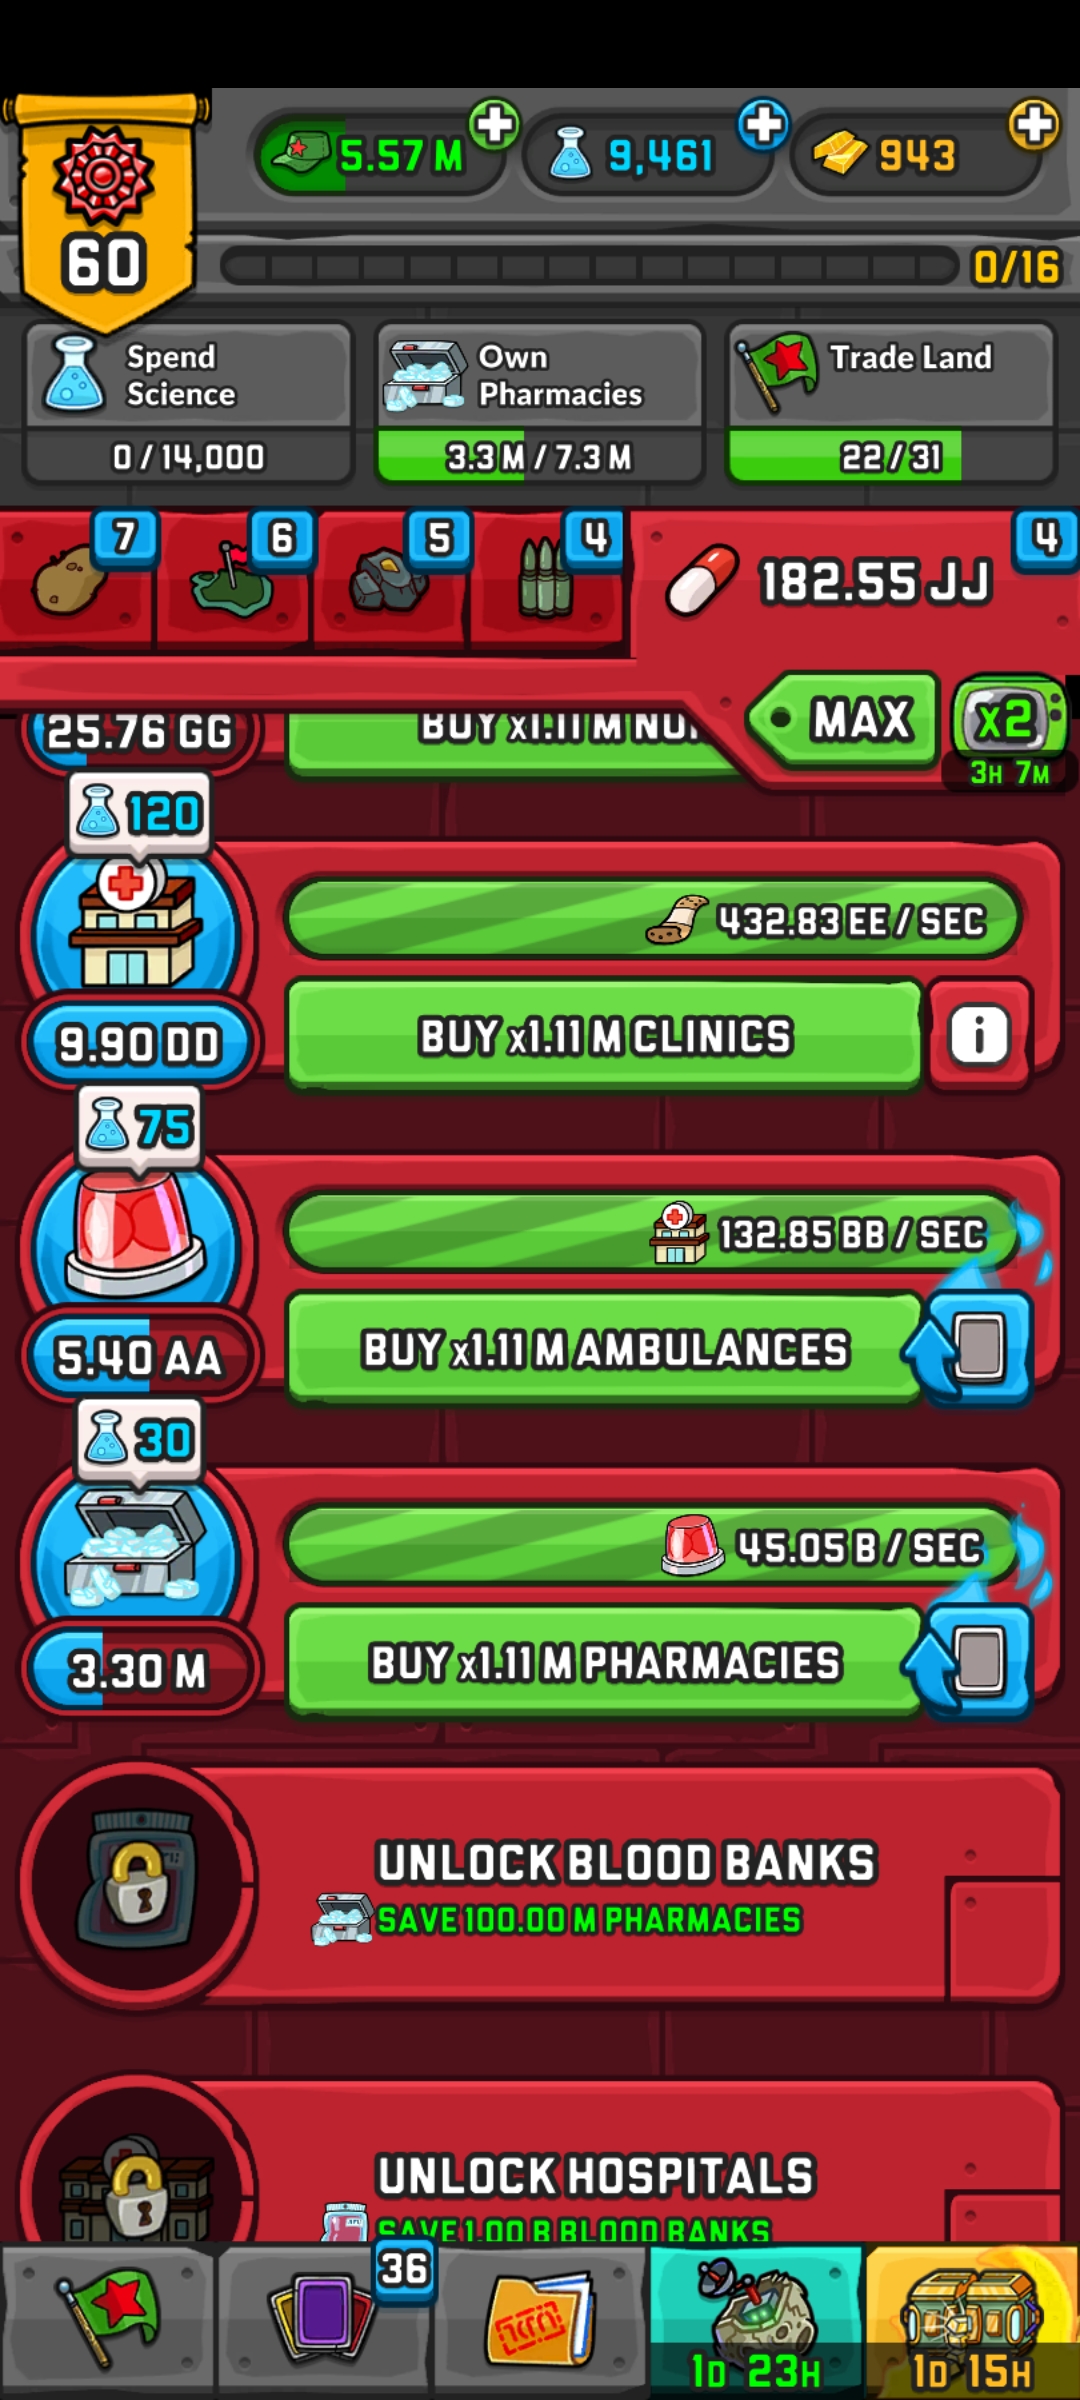 5.57 M
9,461
943
60
0/16
Spend
Science
0 / 14,000
Own
Pharmacies
3.3 M / 7.3 M
Trade Land
22 / 31
7
6
5
4
182.55 JJ
4
MAX
x2
3H 7M
25.76 GG
BUY x1.11 M
120
432.83 EE / SEC
9.90 DD
BUY x1.11 M CLINICS
i
75
132.85 BB / SEC
5.40 AA
BUY x1.11 M AMBULANCES
30
45.05 B / SEC
3.30 M
BUY x1.11 M PHARMACIES
UNLOCK BLOOD BANKS
SAVE 100.00 M PHARMACIES
UNLOCK HOSPITALS
SAVE 1.00 B BLOOD BANKS
36
1D 23H
1D 15H